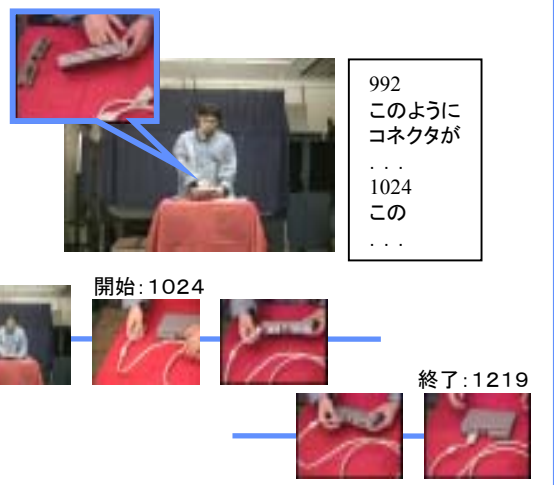 992
このように
コネクタが
. . .
1024
この
. . .
開始:1024
終了:1219